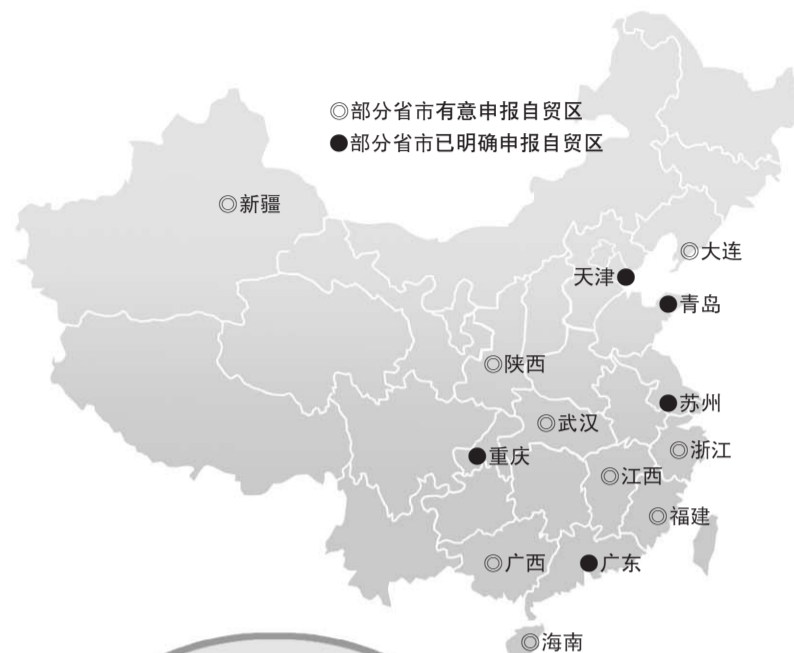 ◎部分省市有意申报自贸区
●部分省市已明确申报自贸区
◎新疆
◎大连
天津●
●青岛
◎陕西
●苏州
◎武汉
◎浙江
●重庆
◎江西
◎福建
◎广西
●广东
◎海南